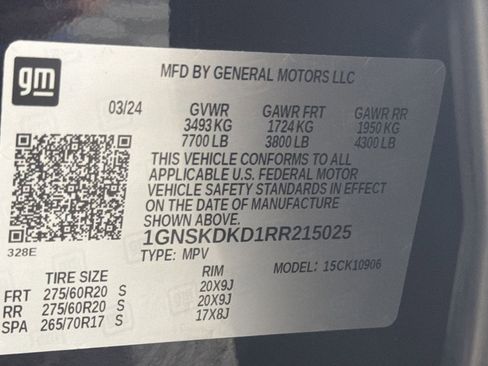 gm
MFD BY GENERAL MOTORS LLC
03/24 GVWR GAWR FRT GAWR RR
3493 KG 1724 KG 1950 KG
7700 LB 3800 LB 4300 LB
THIS VEHICLE CONFORMS TO ALL
APPLICABLE U.S. FEDERAL MOTOR
VEHICLE SAFETY STANDARDS IN EFFECT
ON THE DATE OF MANUFACTURE
SHOWN ABOVE.
1GNSKDKD1RR215025
328E
TYPE: MPV MODEL: 15CK10906
TIRE SIZE RIM
FRT 275/60R20 S 20X9J
RR 275/60R20 S 20X9J
SPA 265/70R17 S 17X8J